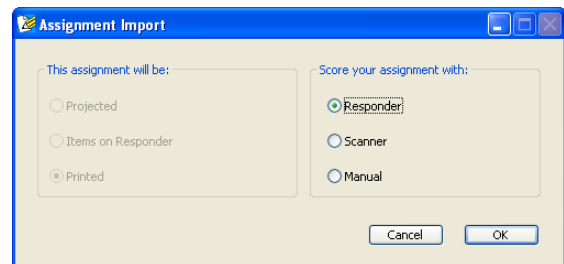 Assignment Import
This assignment will be:
Projected
Items on Responder
Printed
Score your assignment with:
Responder
Scanner
Manual
Cancel
OK